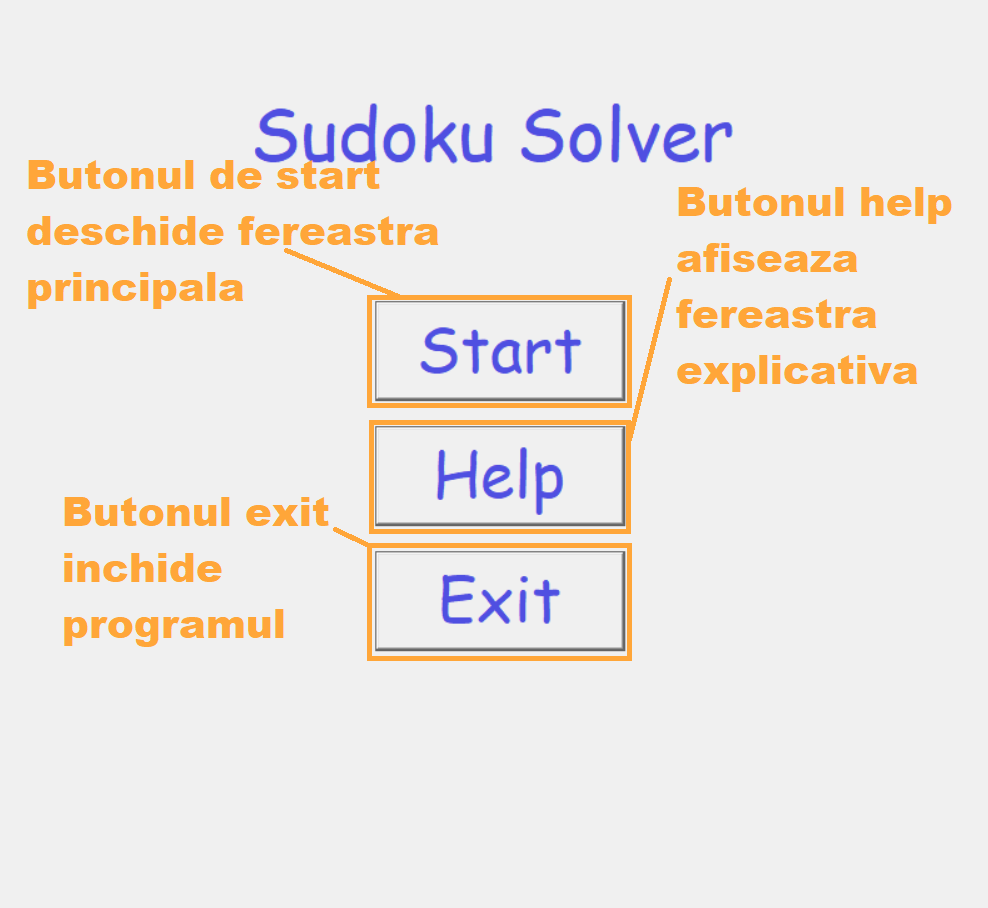 Sudoku Solver
Butonul de start
deschide fereastra
principala
Butonul help
afiseaza
fereastra
explicativa
Start
Help
Butonul exit
inchide
programul
Exit